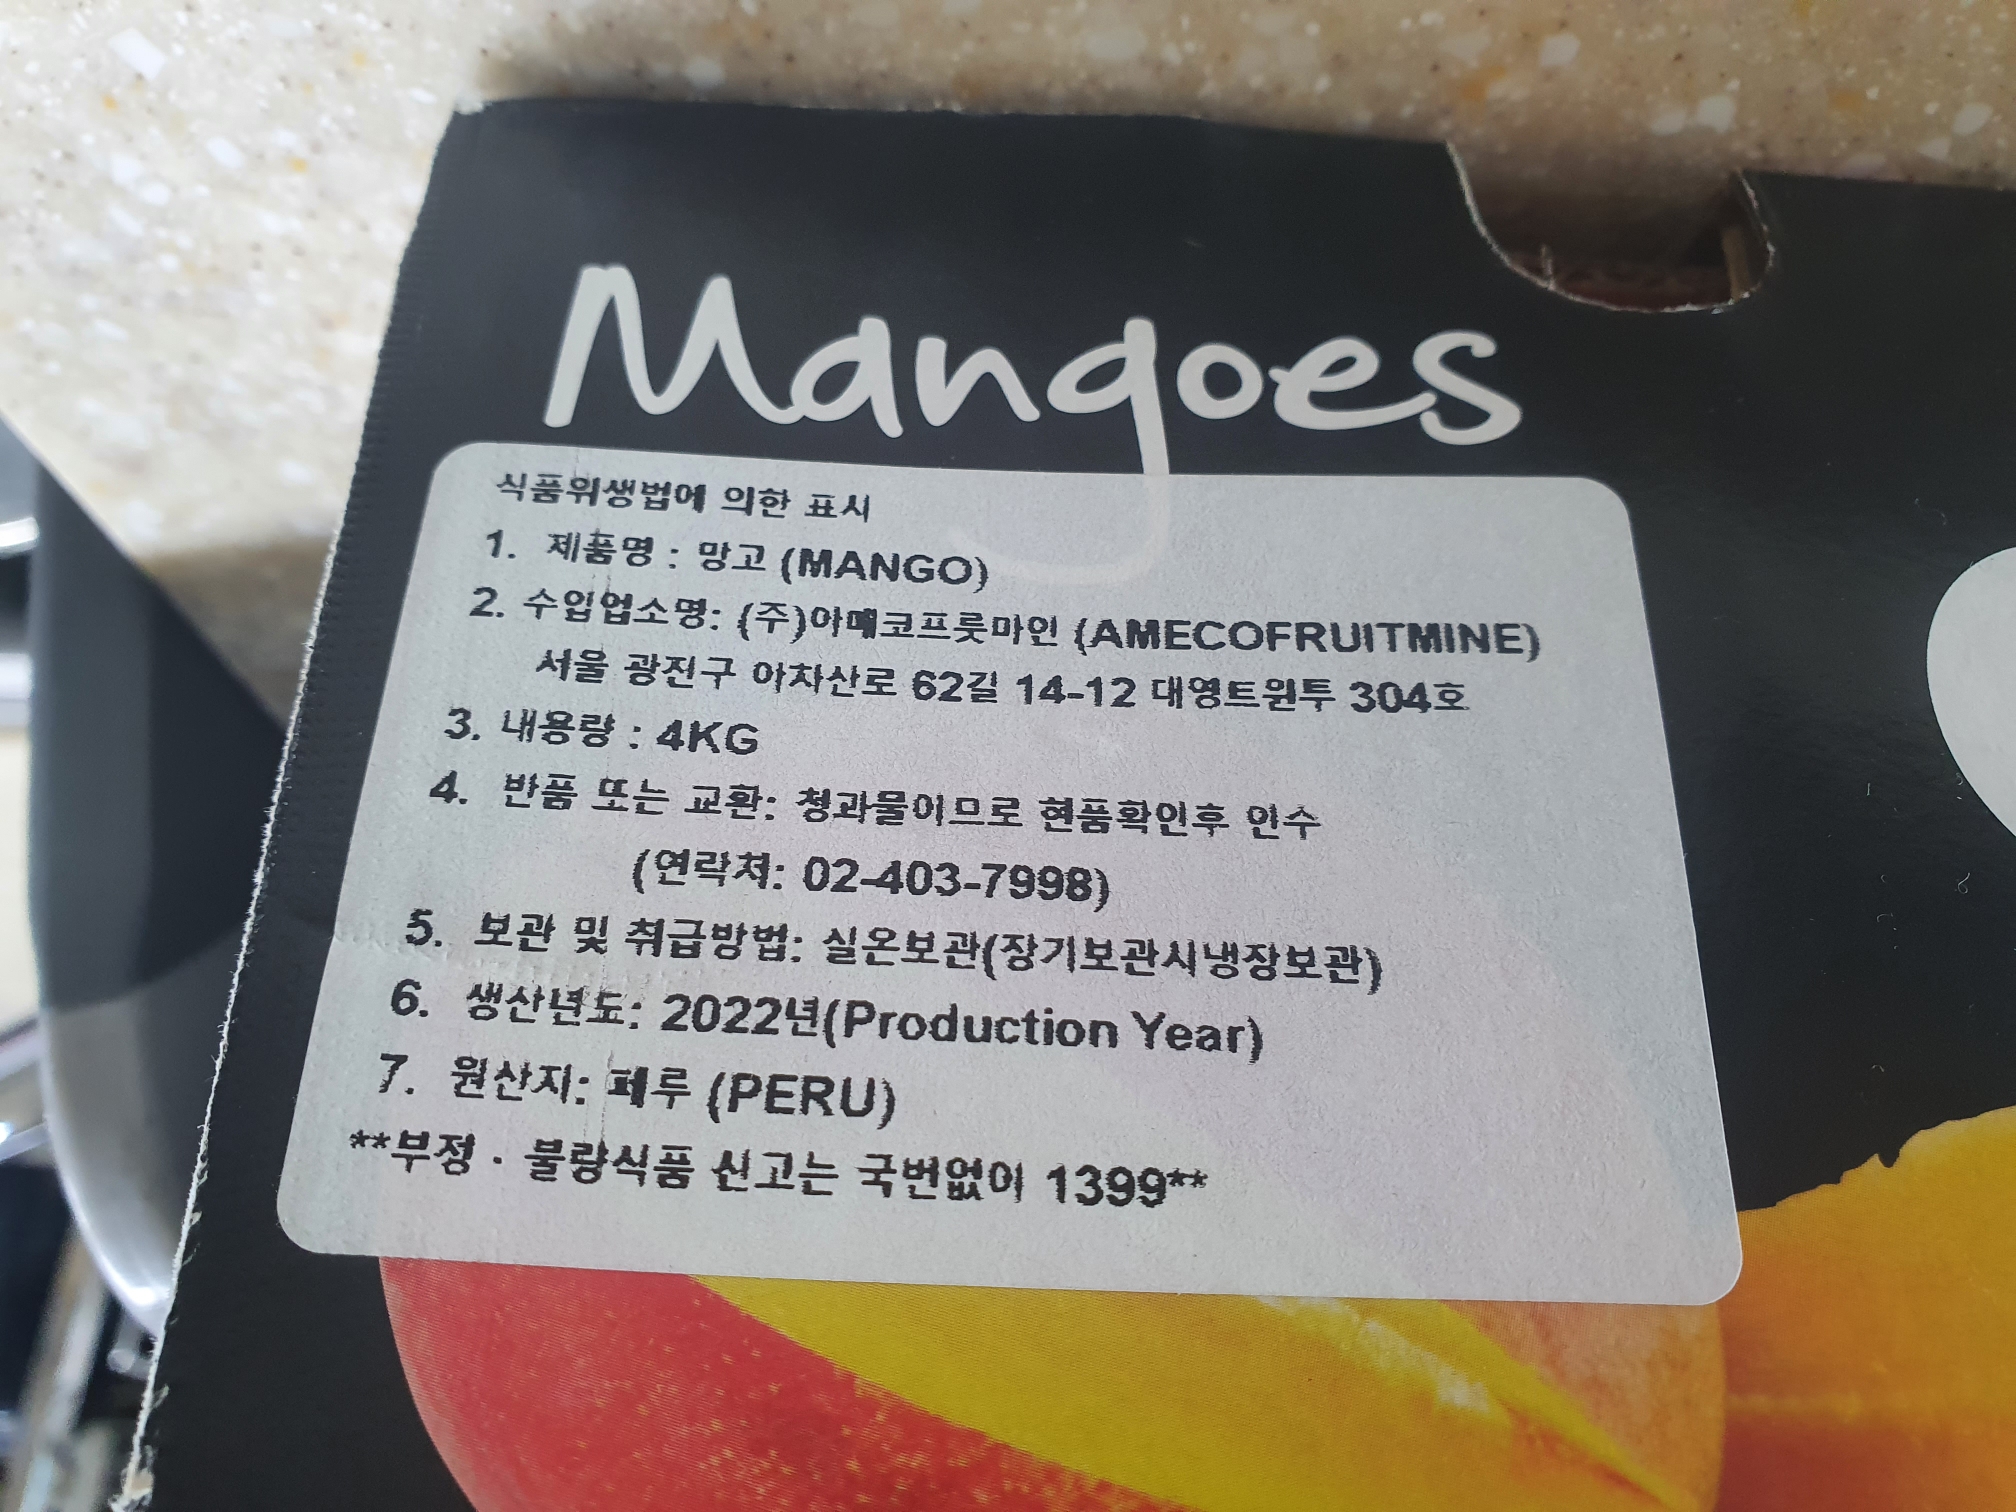 Mangoes
식품위생법에 의한 표시
1. 제품명 : 망고 (MANGO)
2. 수입업소명: (주)아메코프룻마인 (AMECOFRUITMINE)
서울 광진구 아차산로 62길 14-12 대영트윈투 304호
3. 내용량 : 4KG
4. 반품 또는 교환: 청과물이므로 현품확인후 인수
(연락처: 02-403-7998)
5. 보관 및 취급방법: 실온보관(장기보관시냉장보관)
6. 생산년도: 2022년(Production Year)
7. 원산지: 페루 (PERU)
**부정 · 불량식품 신고는 국번없이 1399**